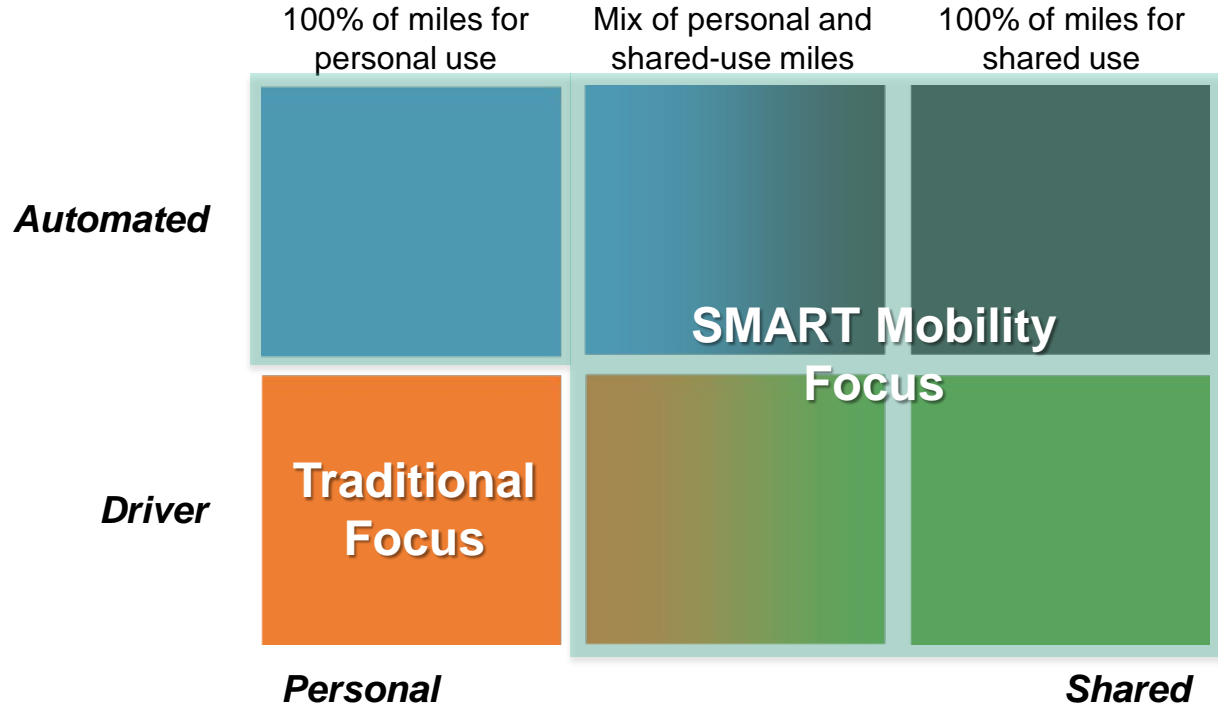 100% of miles for
personal use
Mix of personal and
shared-use miles
100% of miles for
shared use
Automated
SMART Mobility
Focus
Driver
Traditional
Focus
Personal
Shared